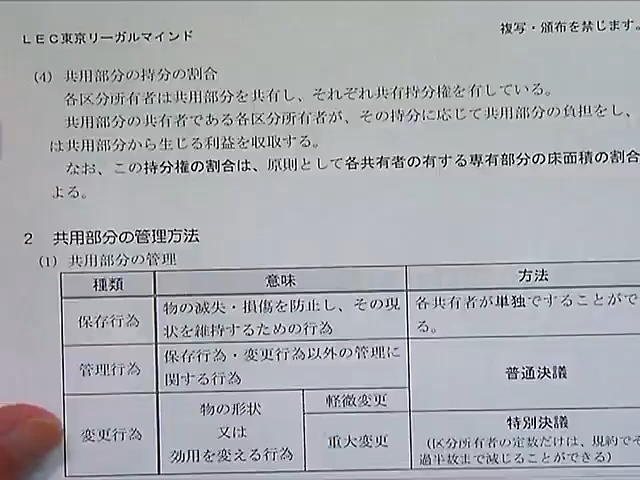 LEC東京リーガルマインド
複写・頒布を禁じます。
(4) 共用部分の持分の割合
各区分所有者は共用部分を共有し、それぞれ共有持分権を有している。
共用部分の共有者である各区分所有者が、その持分に応じて共用部分の負担をし、
は共用部分から生じる利益を収取する。
なお、この持分権の割合は、原則として各共有者の有する専有部分の床面積の割合
よる。
2 共用部分の管理方法
(1) 共用部分の管理
種類 意味 方法
保存行為
物の滅失・損傷を防止し、その現
状を維持するための行為
各共有者が単独ですることがで
る。
管理行為
保存行為・変更行為以外の管理に
関する行為
普通決議
変更行為
物の形状
又は
効用を変える行為
軽微変更
重大変更
特別決議
(区分所有者の定数だけは、規約でそ
過半数まで減じることができる)